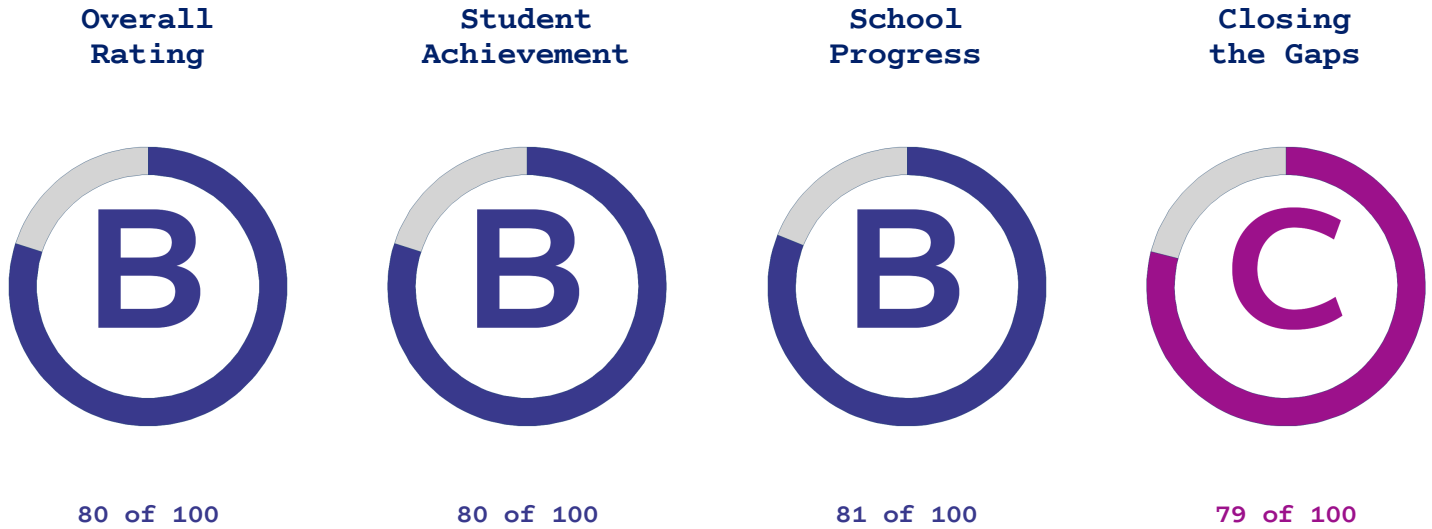 Overall
Rating
Student
Achievement
School
Progress
Closing
the Gaps
B
B
B
C
80 of 100
80 of 100
81 of 100
79 of 100